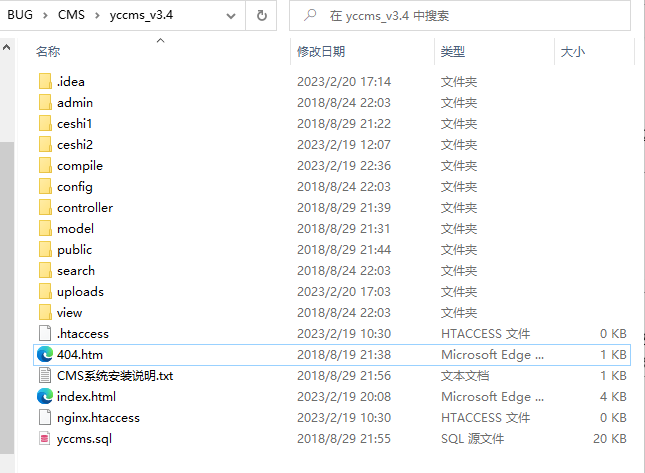 BUG > CMS > yccms_v3.4 在 yccms_v3.4 中搜索
名称 修改日期 类型 大小
.idea 2023/2/20 17:14 文件夹
admin 2018/8/24 22:03 文件夹
ceshi1 2018/8/29 21:22 文件夹
ceshi2 2023/2/19 12:07 文件夹
compile 2023/2/19 22:36 文件夹
config 2018/8/24 22:03 文件夹
controller 2018/8/29 21:39 文件夹
model 2018/8/29 21:31 文件夹
public 2018/8/29 21:44 文件夹
search 2018/8/24 22:03 文件夹
uploads 2023/2/20 17:03 文件夹
view 2018/8/24 22:03 文件夹
.htaccess 2023/2/19 10:30 HTACCESS 文件 0 KB
404.htm 2018/8/19 21:38 Microsoft Edge ... 1 KB
CMS系统安装说明.txt 2018/8/29 21:56 文本文档 1 KB
index.html 2023/2/19 20:08 Microsoft Edge ... 4 KB
nginx.htaccess 2023/2/19 10:30 HTACCESS 文件 0 KB
yccms.sql 2018/8/29 21:55 SQL 源文件 20 KB